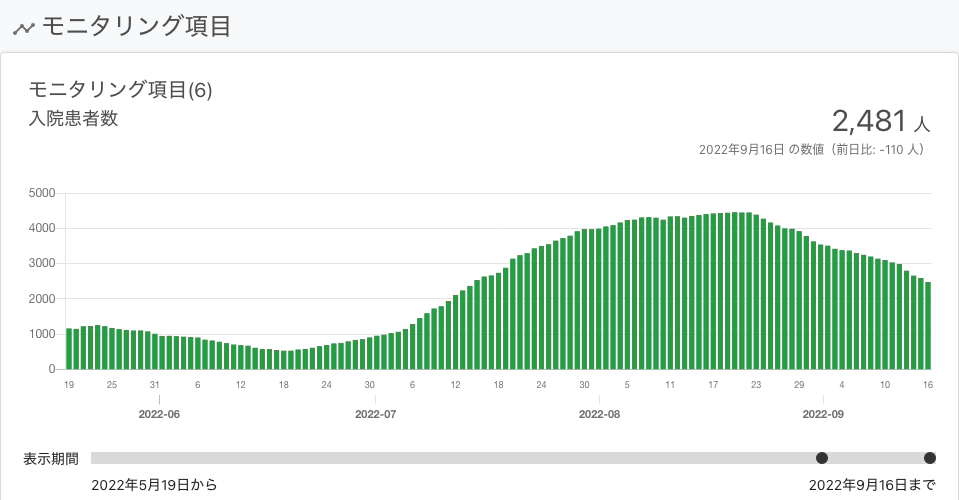 モニタリング項目
モニタリング項目(6)
入院患者数
2,481 人
2022年9月16日 の数値（前日比: -110 人）
5000
4000
3000
2000
1000
0
19 25 31 6 12 18 24 30 6 12 18 24 30 5 11 17 23 29 4 10 16
2022-06 2022-07 2022-08 2022-09
表示期間
2022年5月19日から 2022年9月16日まで